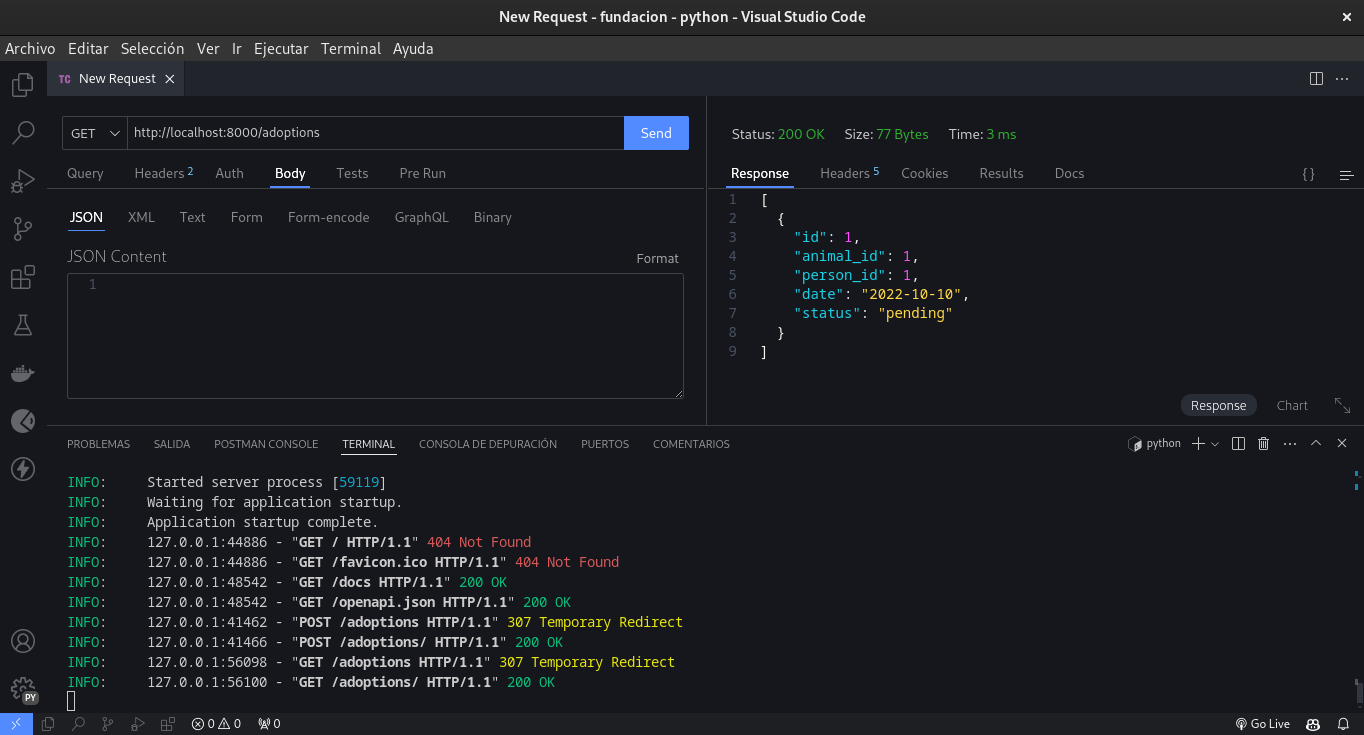 New Request - fundacion - python - Visual Studio Code
Archivo Editar Selección Ver Ir Ejecutar Terminal Ayuda
TC New Request
GET http://localhost:8000/adoptions Send
Query Headers 2 Auth Body Tests Pre Run
JSON XML Text Form Form-encode GraphQL Binary
JSON Content Format
1
Status: 200 OK Size: 77 Bytes Time: 3 ms
Response Headers 5 Cookies Results Docs { }
1 [
2 {
3 "id": 1,
4 "animal_id": 1,
5 "person_id": 1,
6 "date": "2022-10-10",
7 "status": "pending"
8 }
9 ]
Response Chart
PROBLEMAS SALIDA POSTMAN CONSOLE TERMINAL CONSOLA DE DEPURACIÓN PUERTOS COMENTARIOS python
INFO: Started server process [59119]
INFO: Waiting for application startup.
INFO: Application startup complete.
INFO: 127.0.0.1:44886 - "GET / HTTP/1.1" 404 Not Found
INFO: 127.0.0.1:44886 - "GET /favicon.ico HTTP/1.1" 404 Not Found
INFO: 127.0.0.1:48542 - "GET /docs HTTP/1.1" 200 OK
INFO: 127.0.0.1:48542 - "GET /openapi.json HTTP/1.1" 200 OK
INFO: 127.0.0.1:41462 - "POST /adoptions HTTP/1.1" 307 Temporary Redirect
INFO: 127.0.0.1:41466 - "POST /adoptions/ HTTP/1.1" 200 OK
INFO: 127.0.0.1:56098 - "GET /adoptions HTTP/1.1" 307 Temporary Redirect
INFO: 127.0.0.1:56100 - "GET /adoptions/ HTTP/1.1" 200 OK
PY
0 0 0 Go Live